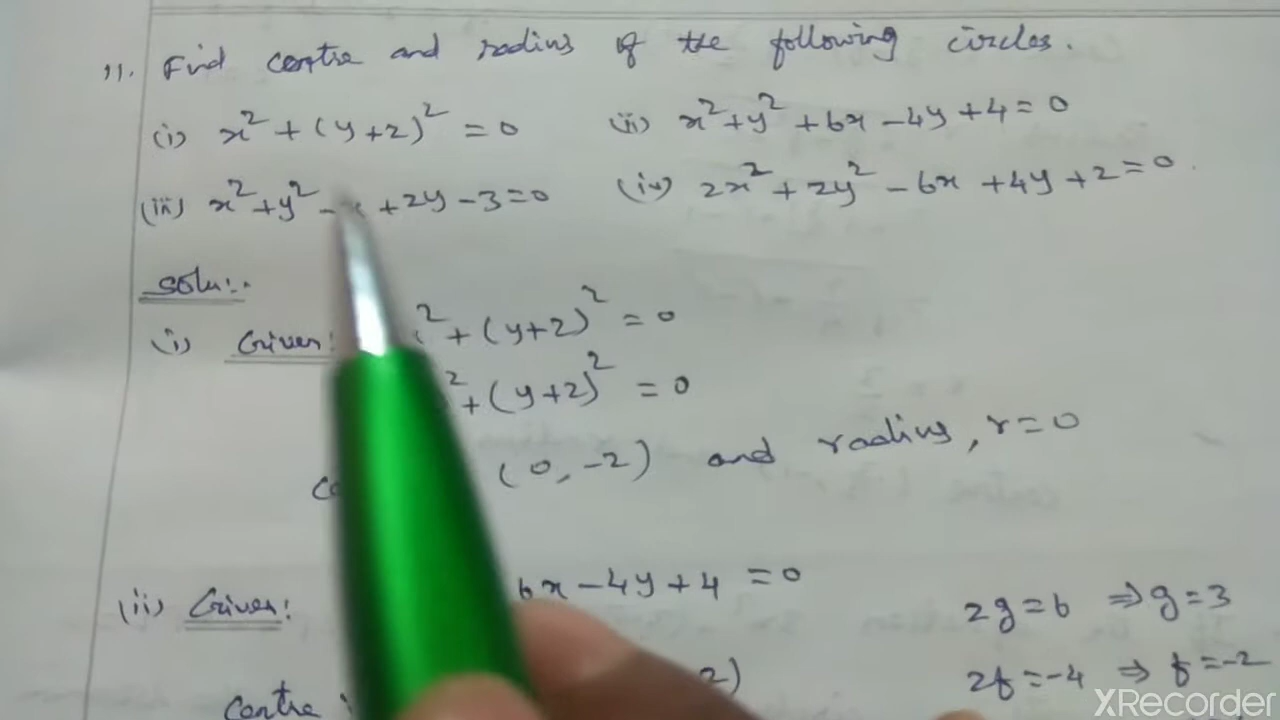 11. Find centre and radius of the following circles.
(i) x² + (y+2)² = 0 (ii) x²+y² +6x -4y +4 = 0
(iii) x²+y² - x +2y -3=0 (iv) 2x² + 2y² - 6x +4y +2 = 0.
Soln:-
(i) Given: ² + (y+2)² = 0
² + (y+2)² = 0
(0, -2) and radius, r=0
(ii) Given: 6x -4y +4 = 0
2g=6 ⇒ g=3
2f=-4 ⇒ f=-2
Centre : 2)
XRecorder